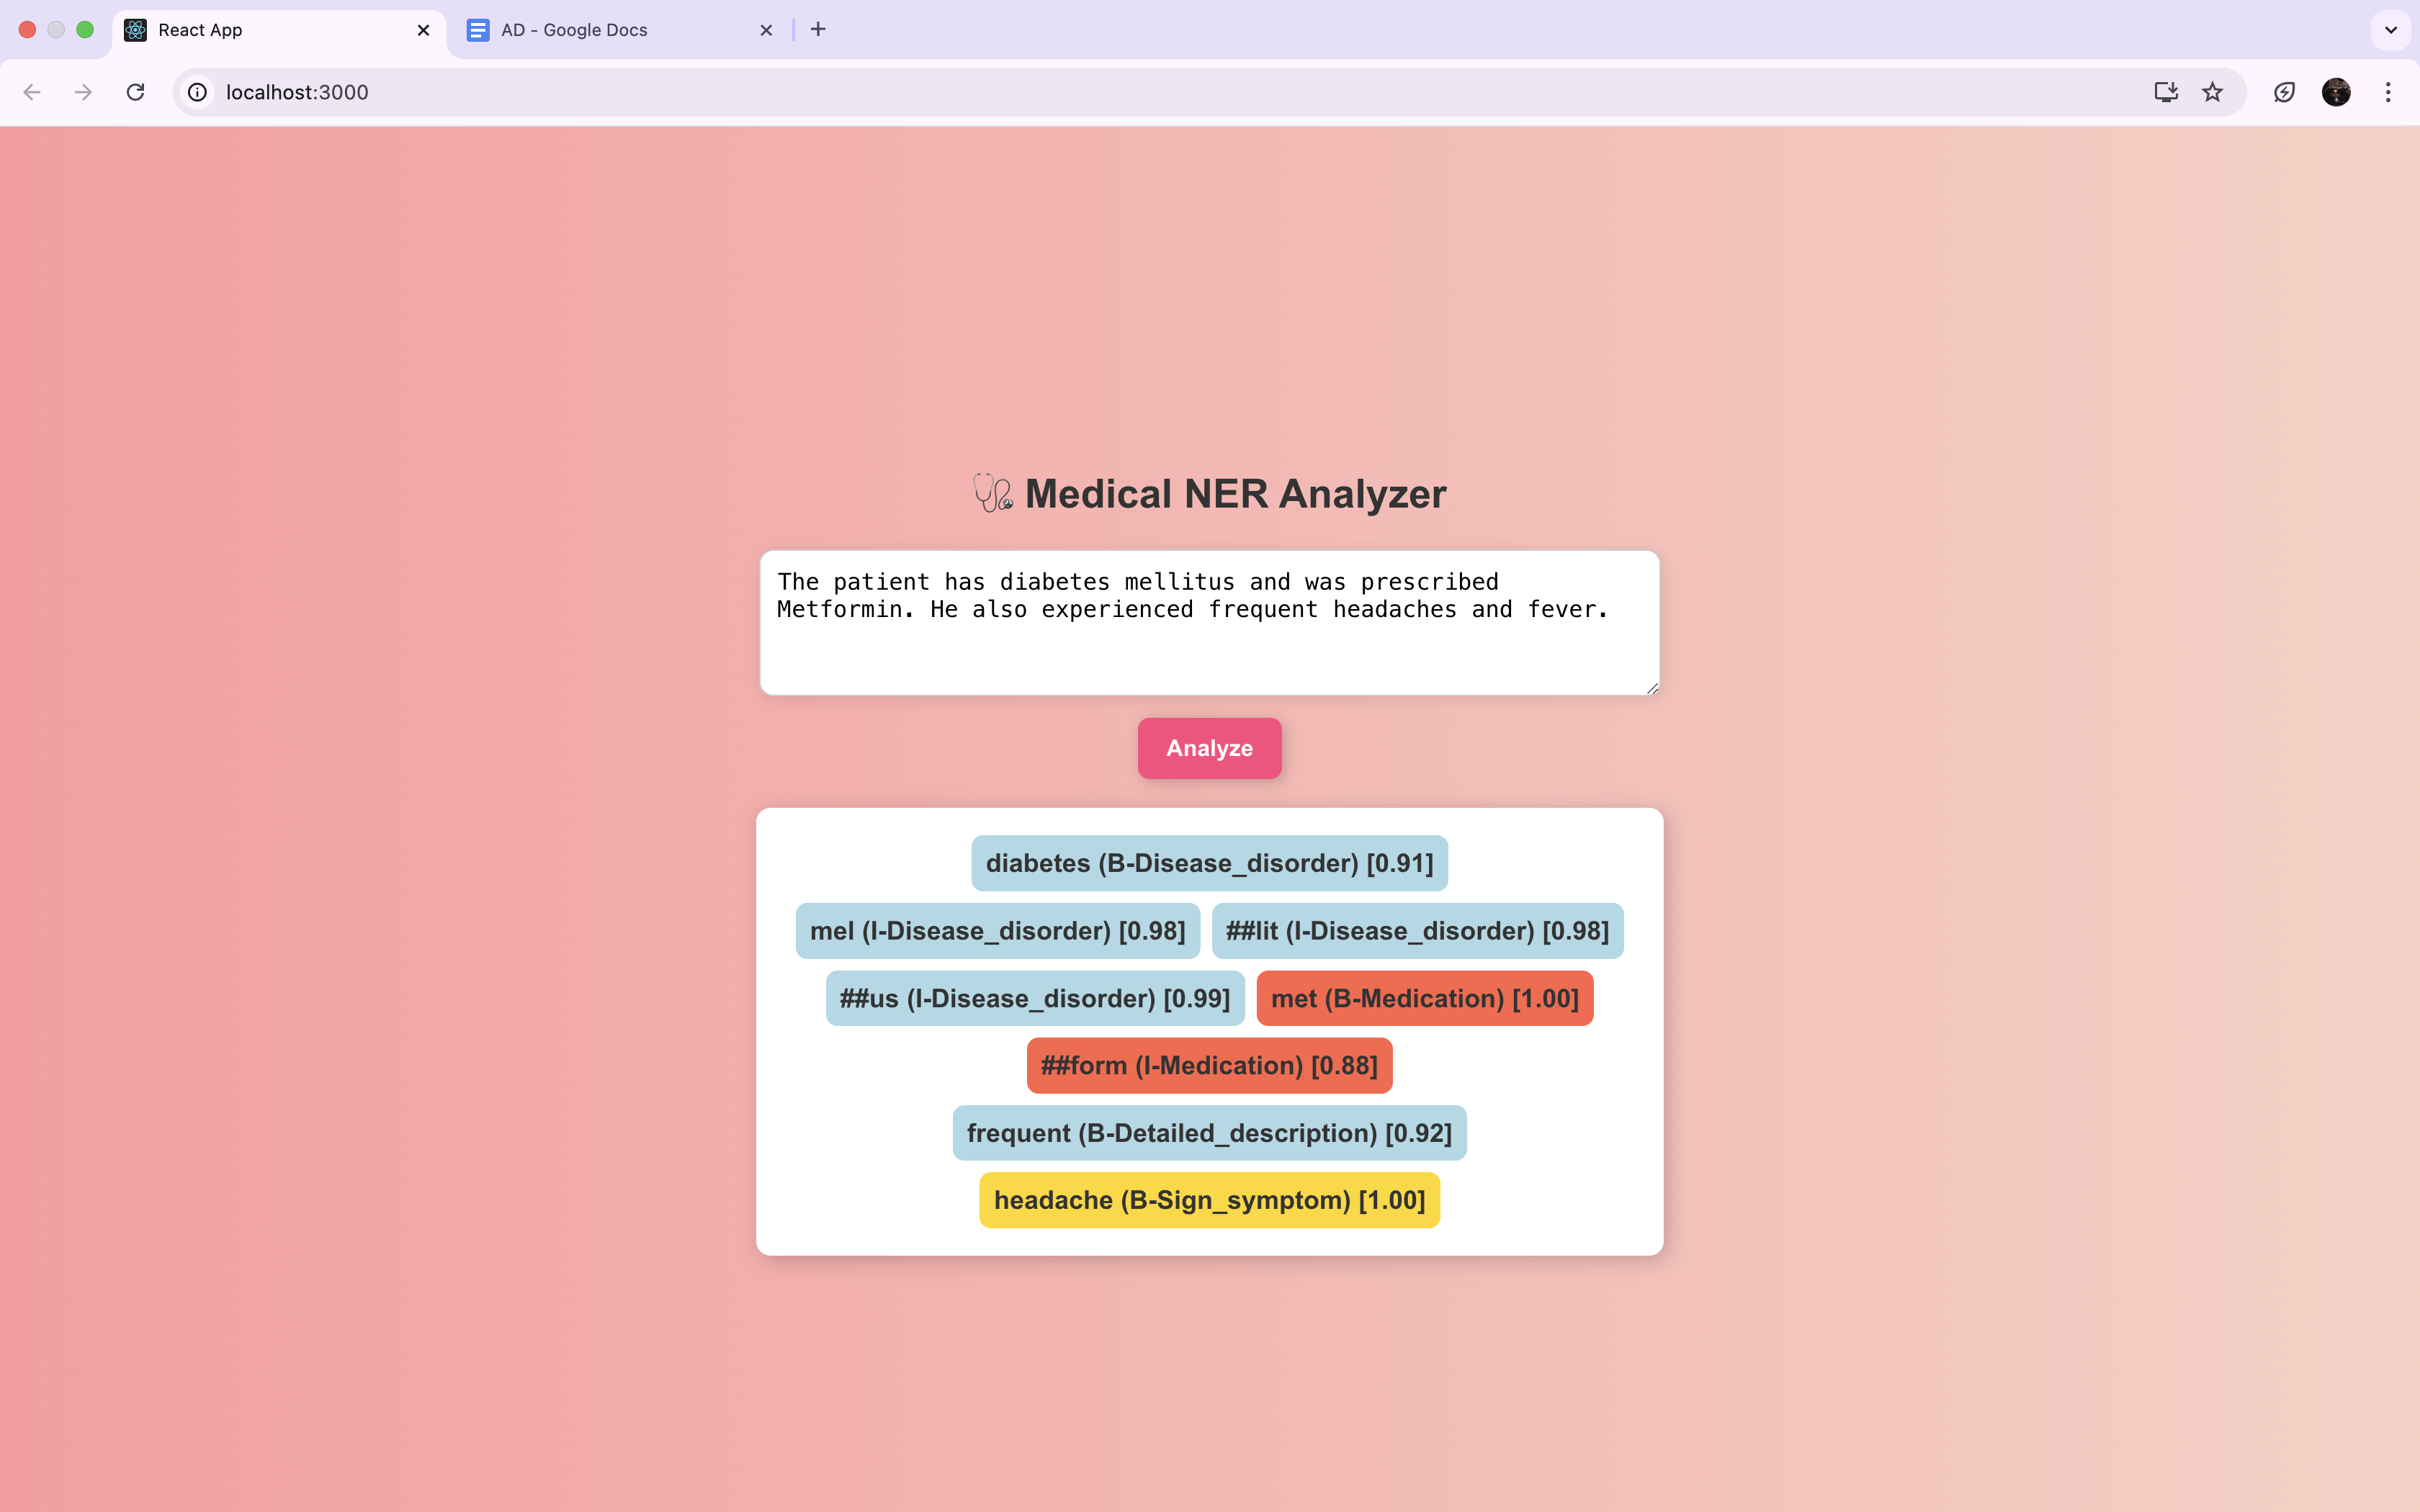 React App
AD - Google Docs
localhost:3000
🩺 Medical NER Analyzer
The patient has diabetes mellitus and was prescribed
Metformin. He also experienced frequent headaches and fever.
Analyze
diabetes (B-Disease_disorder) [0.91]
mel (I-Disease_disorder) [0.98] ##lit (I-Disease_disorder) [0.98]
##us (I-Disease_disorder) [0.99] met (B-Medication) [1.00]
##form (I-Medication) [0.88]
frequent (B-Detailed_description) [0.92]
headache (B-Sign_symptom) [1.00]